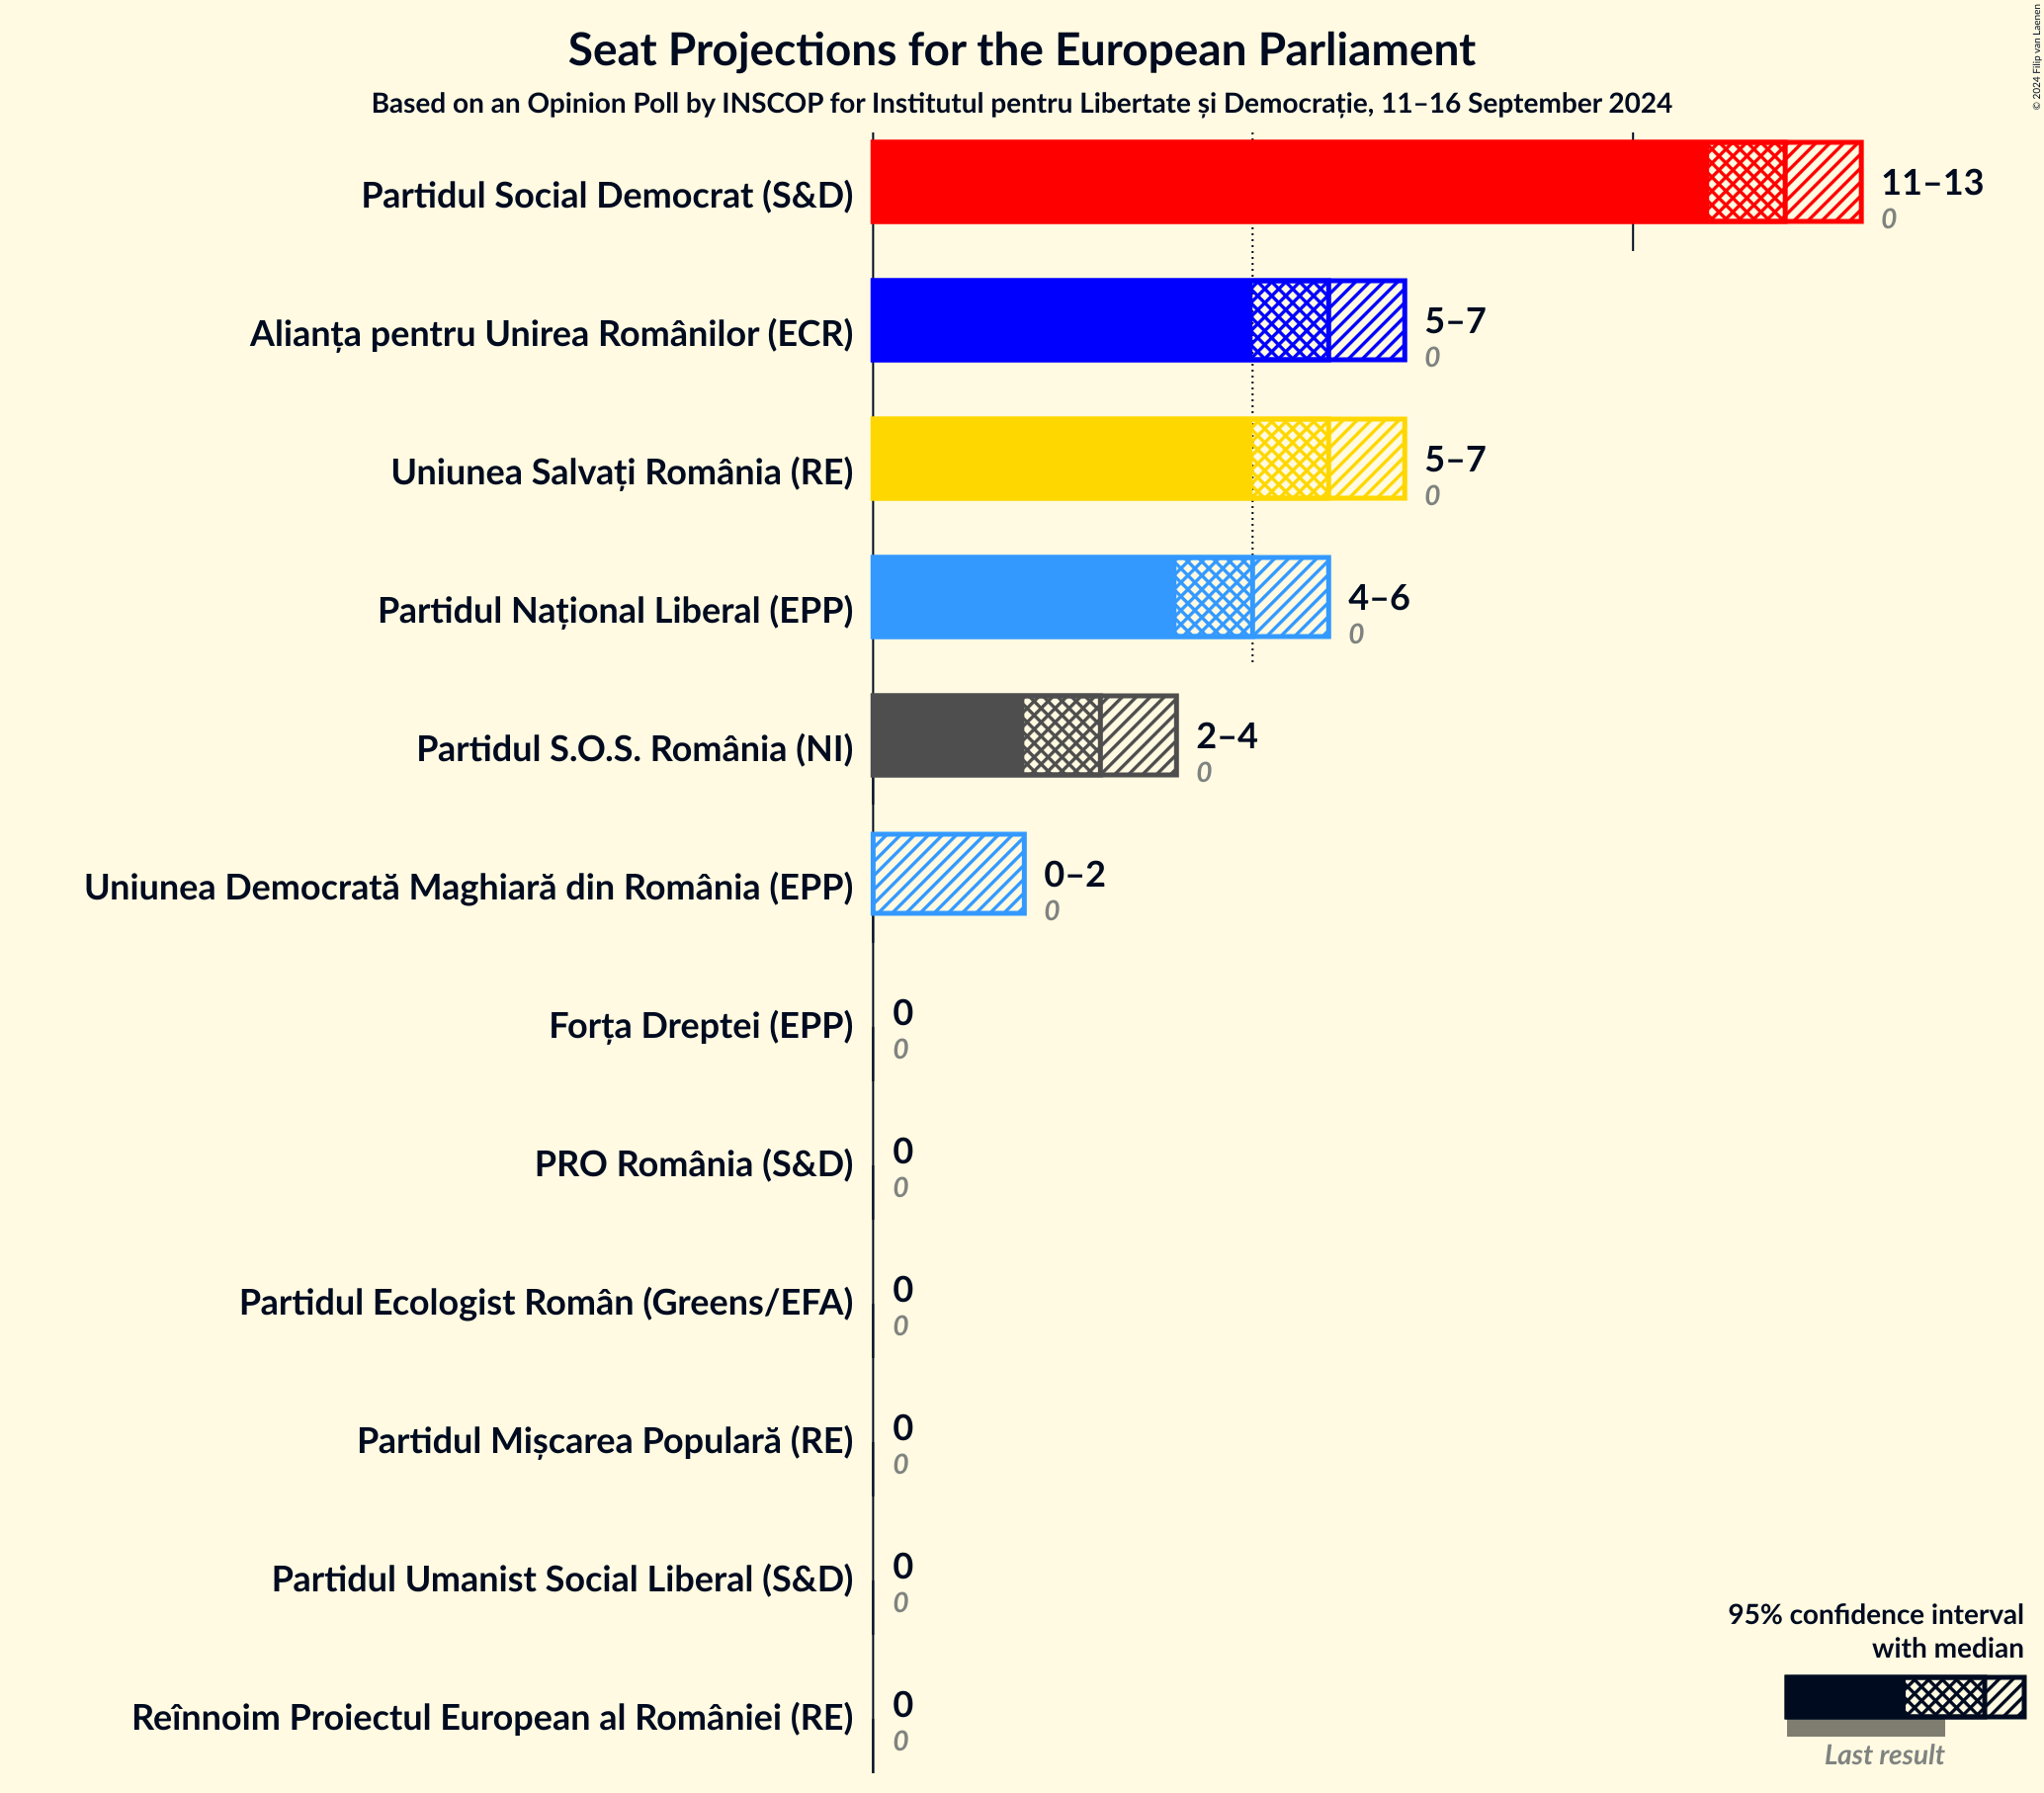 Seat Projections for the European Parliament
Based on an Opinion Poll by INSCOP for Institutul pentru Libertate și Democrație, 11–16 September 2024
© 2024 Filip van Laenen
Partidul Social Democrat (S&D)
11–13
0
Alianța pentru Unirea Românilor (ECR)
5–7
0
Uniunea Salvați România (RE)
5–7
0
Partidul Național Liberal (EPP)
4–6
0
Partidul S.O.S. România (NI)
2–4
0
Uniunea Democrată Maghiară din România (EPP)
0–2
0
Forța Dreptei (EPP)
0
0
PRO România (S&D)
0
0
Partidul Ecologist Român (Greens/EFA)
0
0
Partidul Mișcarea Populară (RE)
0
0
Partidul Umanist Social Liberal (S&D)
0
0
Reînnoim Proiectul European al României (RE)
0
0
95% confidence interval
with median
Last result